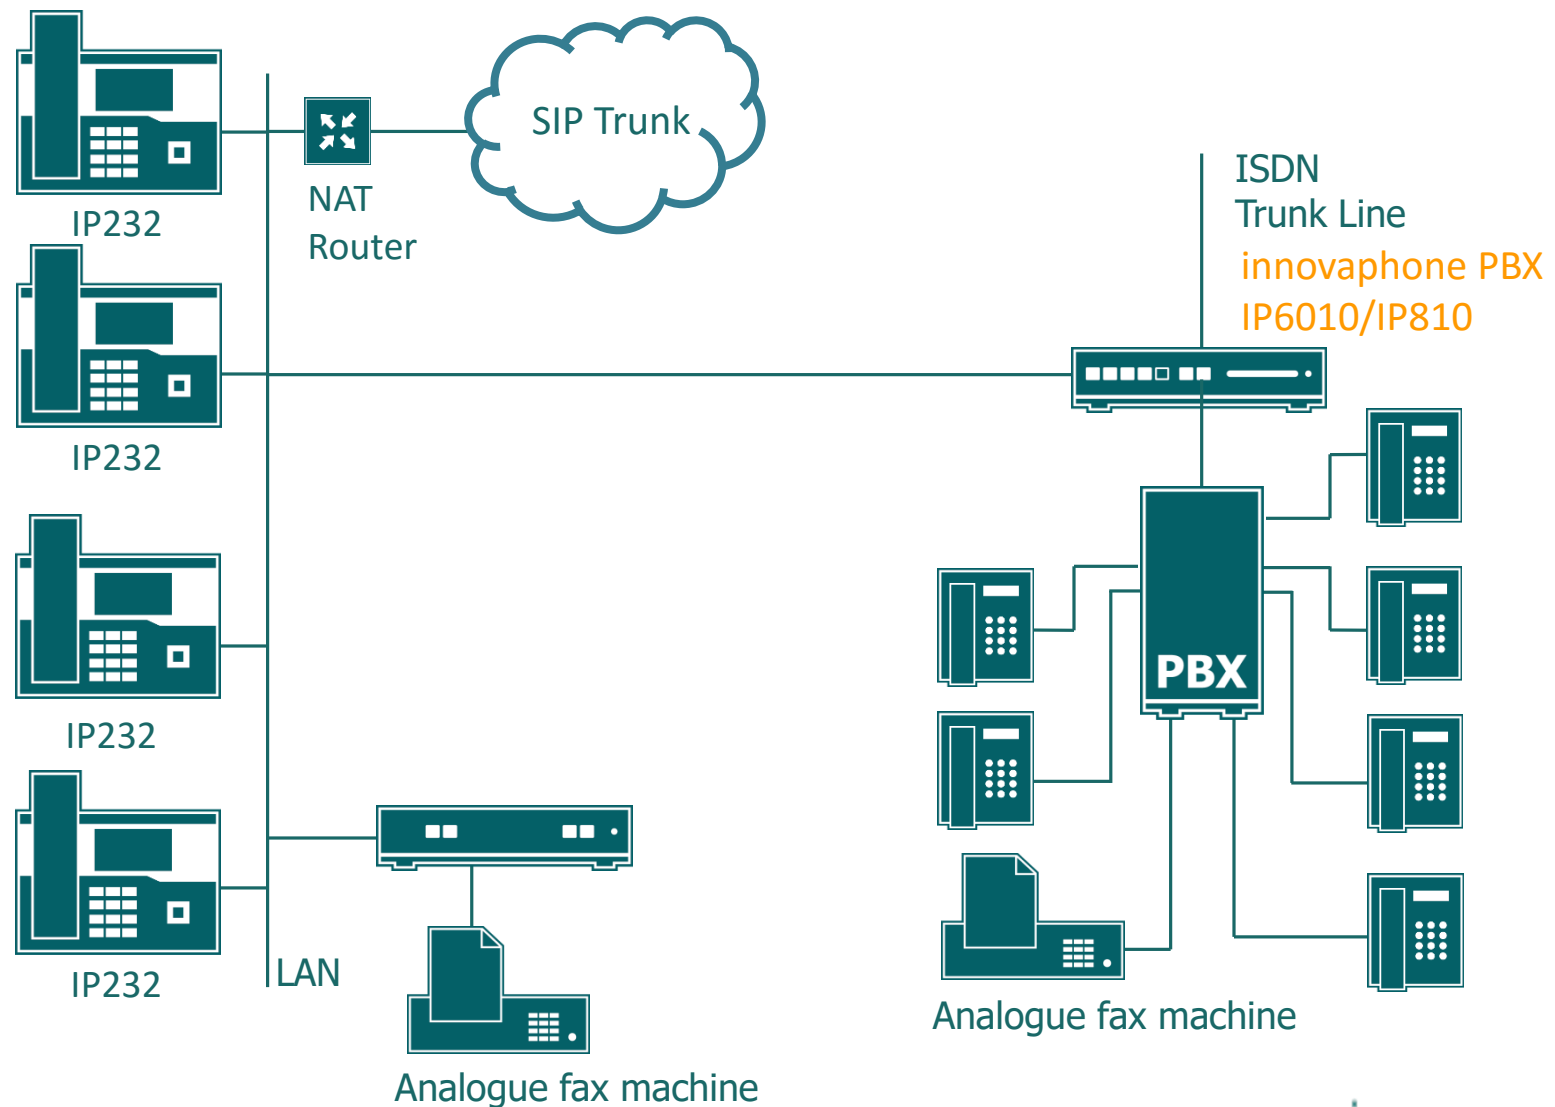 SIP Trunk
NAT
Router
ISDN
Trunk Line
innovaphone PBX
IP6010/IP810
IP232
IP232
IP232
IP232
PBX
LAN
Analogue fax machine
Analogue fax machine